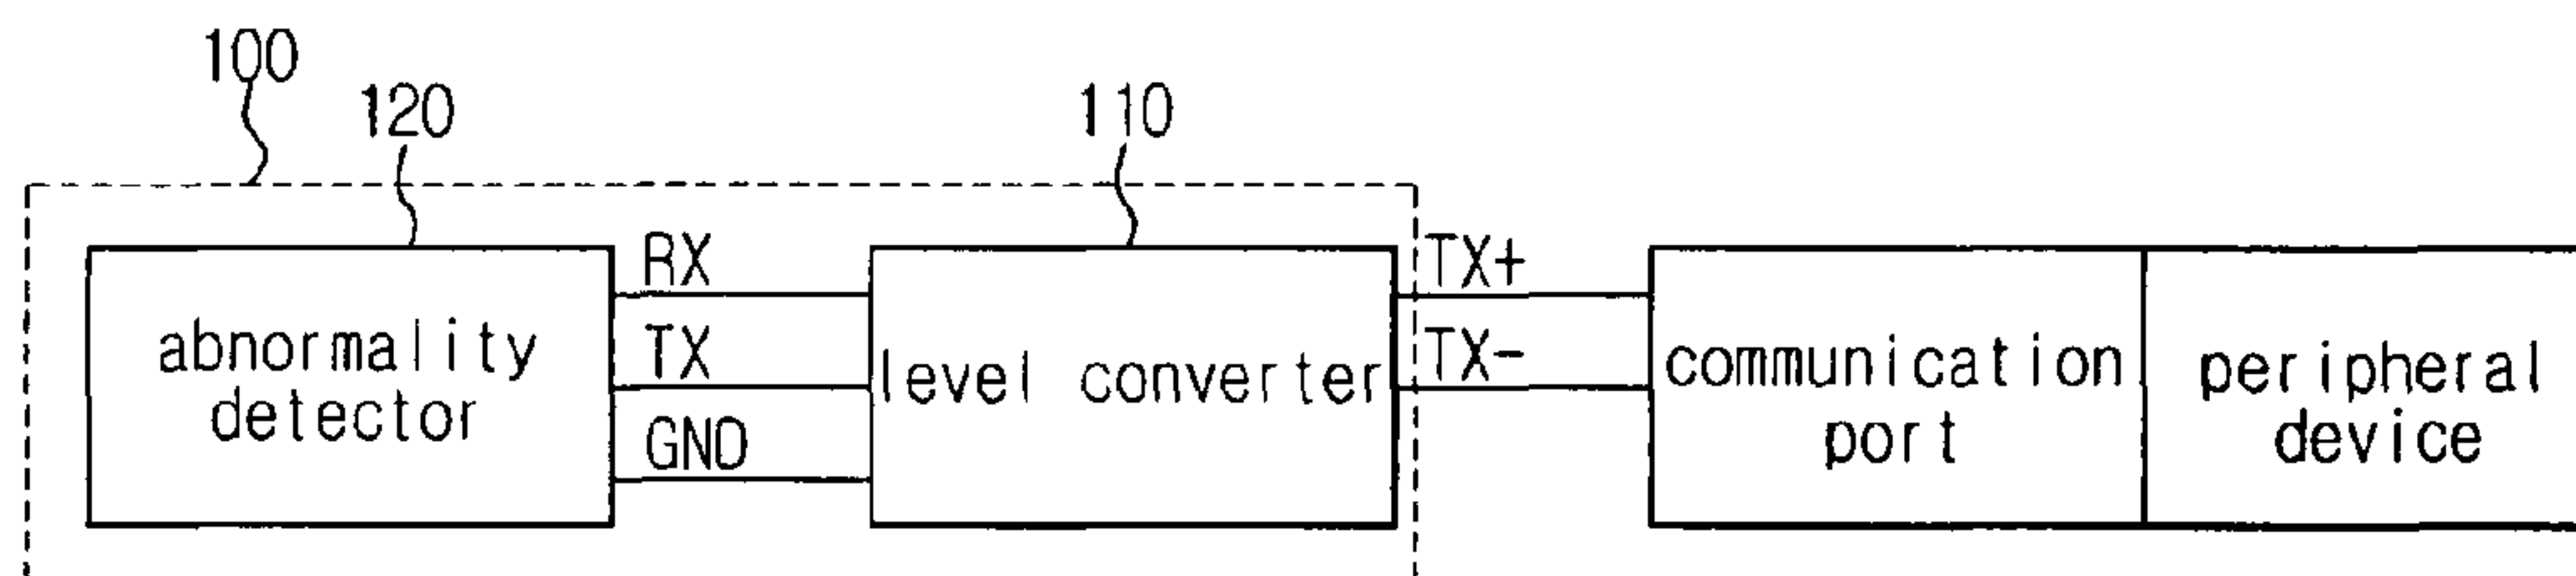 100
120
110
RX
TX
GND
TX+
TX-
abnormality
detector
level converter
communication
port
peripheral
device